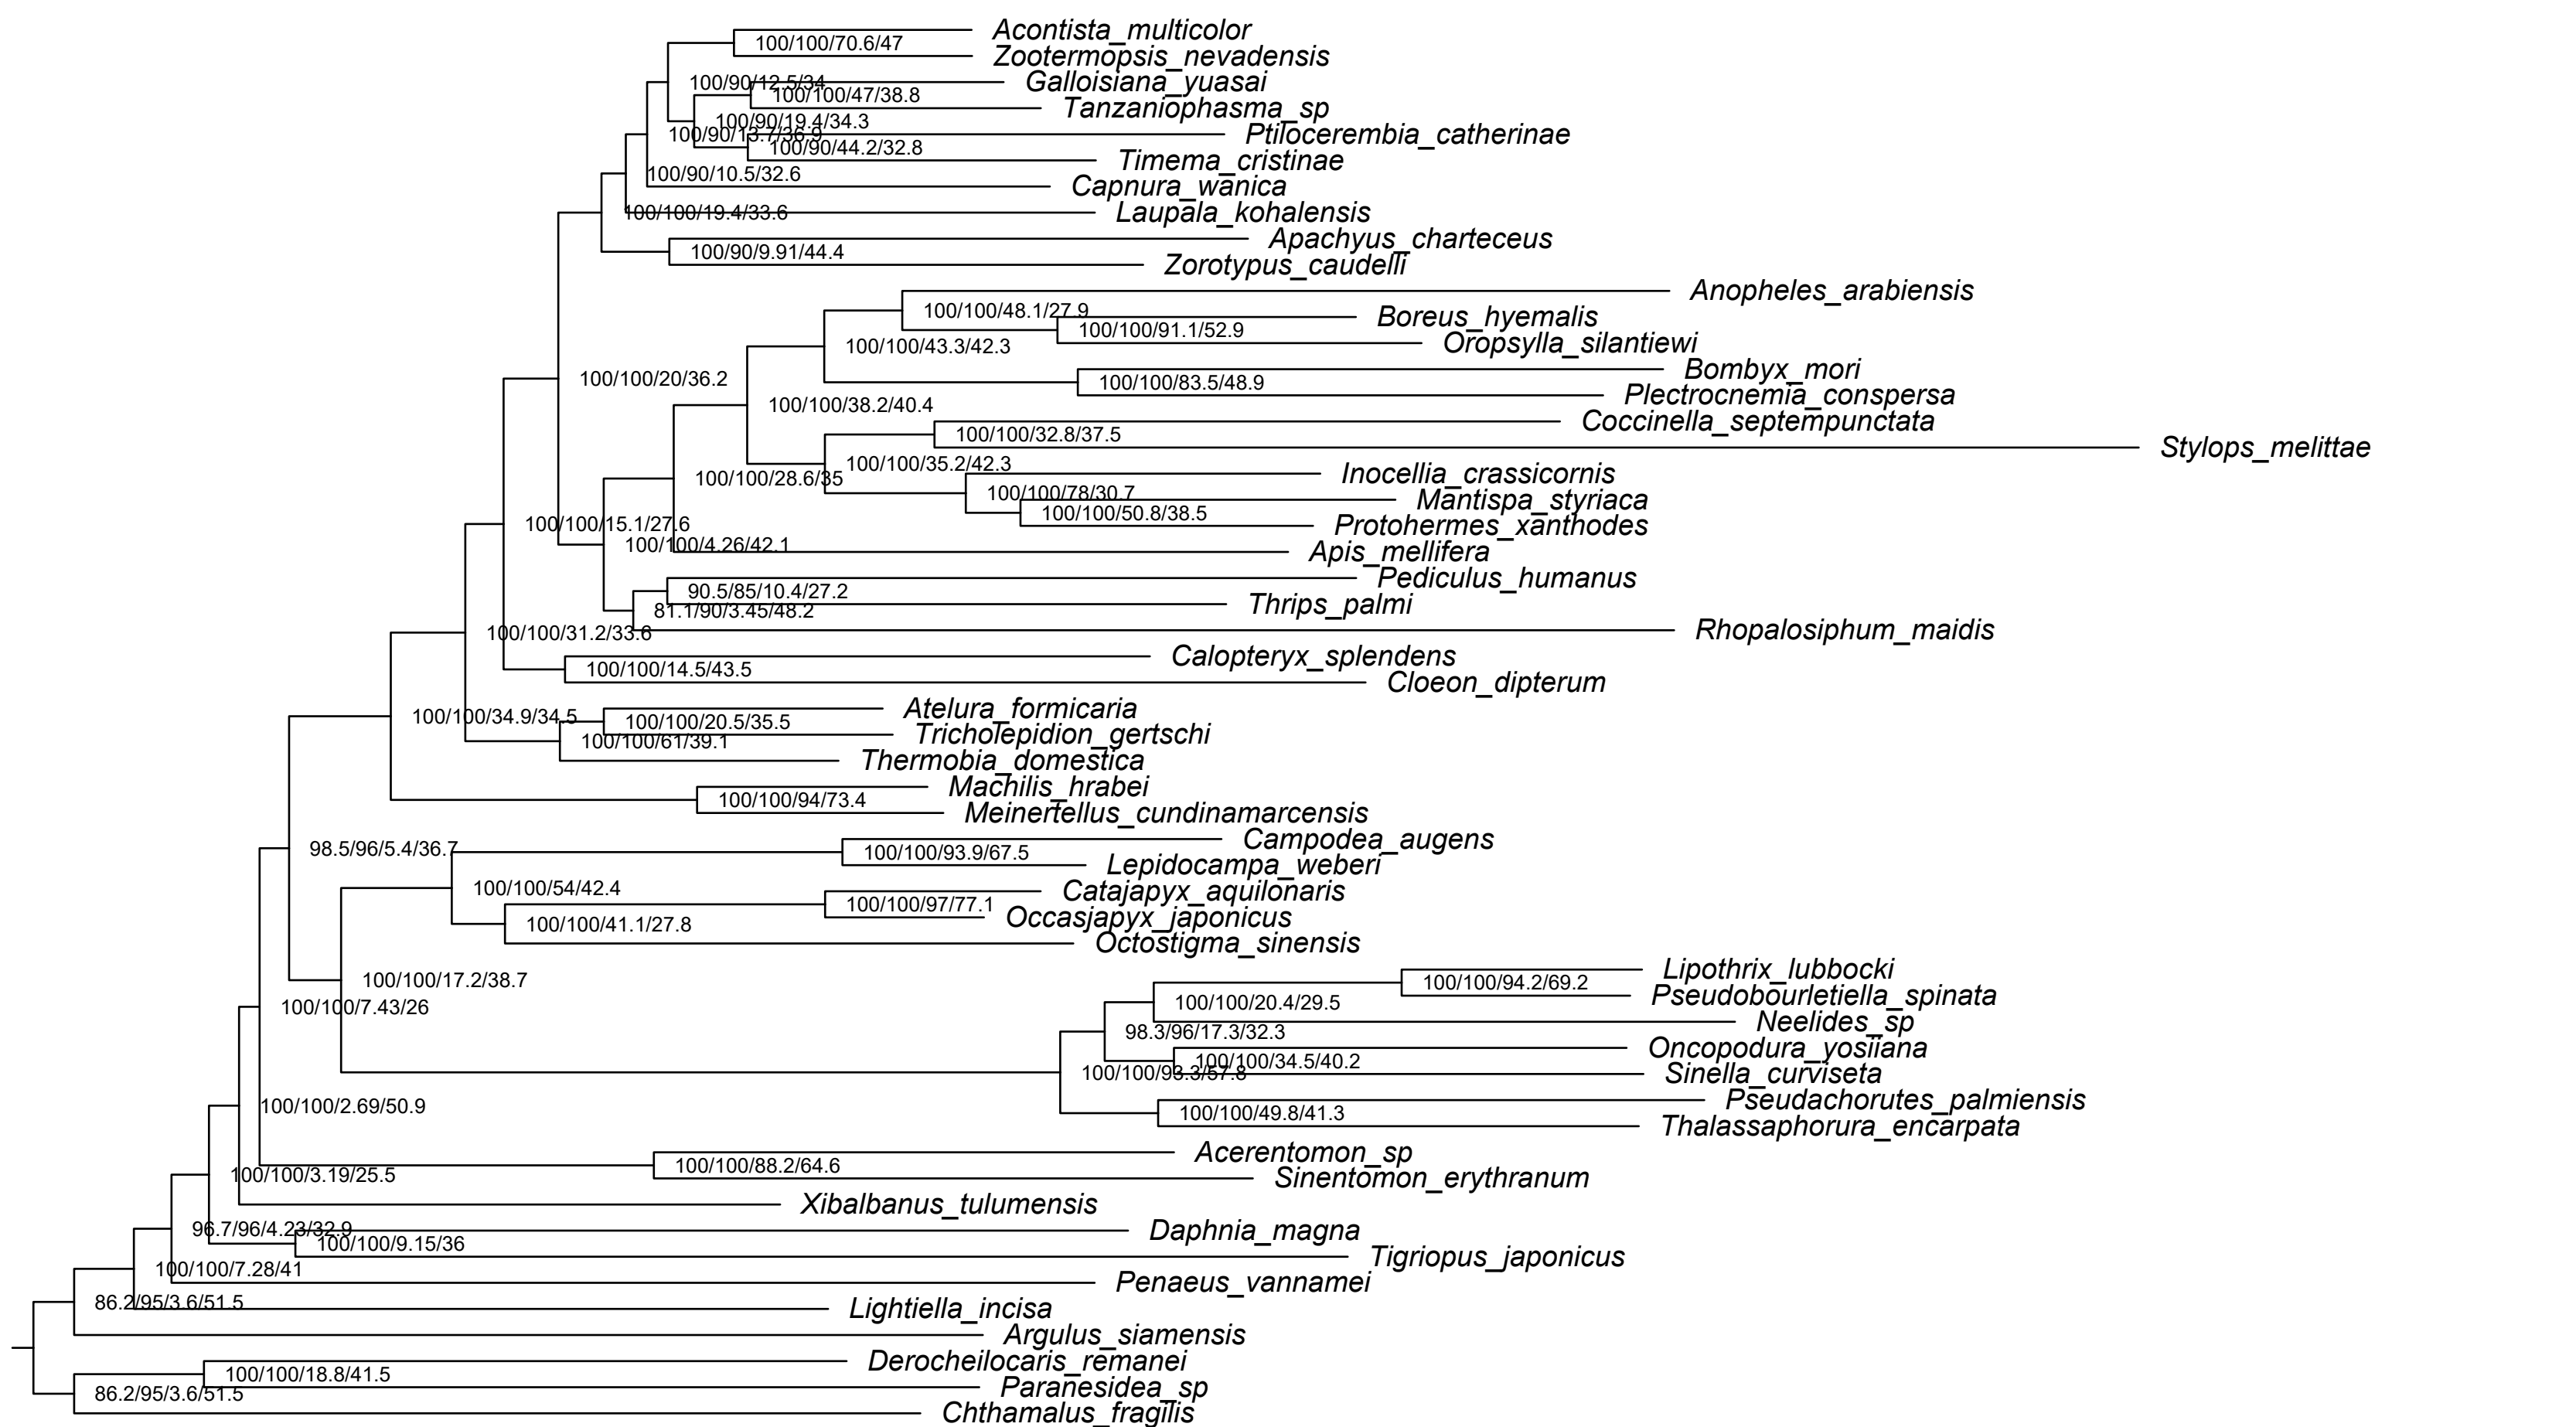 Acontista_multicolor
100/100/70.6/47
Zootermopsis_nevadensis
100/90/12.5/34
Galloisiana_yuasai
100/100/47/38.8
Tanzaniophasma_sp
100/90/19.4/34.3
100/90/13.7/36.9
Ptilocerembia_catherinae
100/90/44.2/32.8
Timema_cristinae
100/90/10.5/32.6
Capnura_wanica
100/100/19.4/33.6
Laupala_kohalensis
Apachyus_charteceus
100/90/9.91/44.4
Zorotypus_caudelli
Anopheles_arabiensis
100/100/48.1/27.9
Boreus_hyemalis
100/100/91.1/52.9
Oropsylla_silantiewi
100/100/43.3/42.3
Bombyx_mori
100/100/20/36.2
100/100/83.5/48.9
Plectrocnemia_conspersa
100/100/38.2/40.4
Coccinella_septempunctata
100/100/32.8/37.5
Stylops_melittae
100/100/35.2/42.3
Inocellia_crassicornis
100/100/28.6/35
100/100/78/30.7
Mantispa_styriaca
100/100/50.8/38.5
Protohermes_xanthodes
100/100/15.1/27.6
100/100/4.26/42.1
Apis_mellifera
Pediculus_humanus
90.5/85/10.4/27.2
Thrips_palmi
81.1/90/3.45/48.2
Rhopalosiphum_maidis
100/100/31.2/33.6
Calopteryx_splendens
100/100/14.5/43.5
Cloeon_dipterum
Atelura_formicaria
100/100/34.9/34.5
100/100/20.5/35.5
Tricholepidion_gertschi
100/100/61/39.1
Thermobia_domestica
Machilis_hrabei
100/100/94/73.4
Meinertellus_cundinamarcensis
Campodea_augens
98.5/96/5.4/36.7
100/100/93.9/67.5
Lepidocampa_weberi
100/100/54/42.4
Catajapyx_aquilonaris
100/100/97/77.1
Occasjapyx_japonicus
100/100/41.1/27.8
Octostigma_sinensis
Lipothrix_lubbocki
100/100/17.2/38.7
100/100/94.2/69.2
Pseudobourletiella_spinata
100/100/7.43/26
100/100/20.4/29.5
Neelides_sp
98.3/96/17.3/32.3
Oncopodura_yosiiana
100/100/34.5/40.2
100/100/93.3/57.8
Sinella_curviseta
Pseudachorutes_palmiensis
100/100/2.69/50.9
100/100/49.8/41.3
Thalassaphorura_encarpata
Acerentomon_sp
100/100/88.2/64.6
100/100/3.19/25.5
Sinentomon_erythranum
Xibalbanus_tulumensis
96.7/96/4.23/32.9
Daphnia_magna
100/100/9.15/36
Tigriopus_japonicus
100/100/7.28/41
Penaeus_vannamei
86.2/95/3.6/51.5
Lightiella_incisa
Argulus_siamensis
Derocheilocaris_remanei
100/100/18.8/41.5
Paranesidea_sp
86.2/95/3.6/51.5
Chthamalus_fragilis